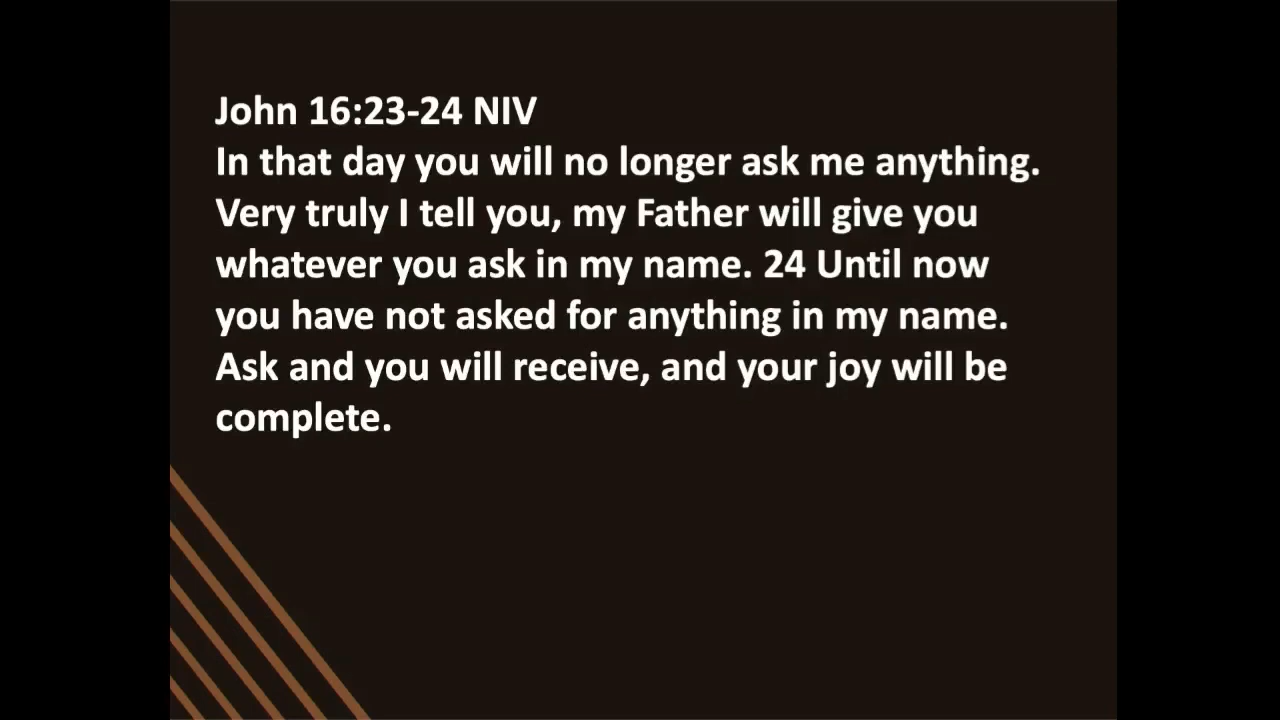 John 16:23-24 NIV
In that day you will no longer ask me anything.
Very truly I tell you, my Father will give you
whatever you ask in my name. 24 Until now
you have not asked for anything in my name.
Ask and you will receive, and your joy will be
complete.